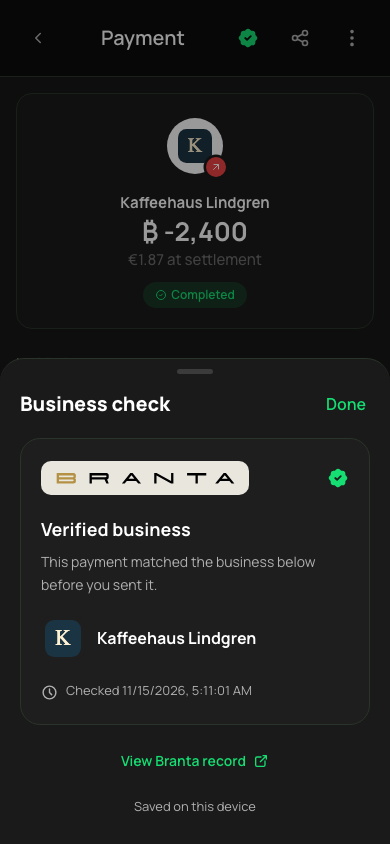 Payment
K
Kaffeehaus Lindgren
₿ -2,400
€1.87 at settlement
Completed
Business check
Done
BRANTA
Verified business
This payment matched the business below
before you sent it.
K
Kaffeehaus Lindgren
Checked 11/15/2026, 5:11:01 AM
View Branta record
Saved on this device